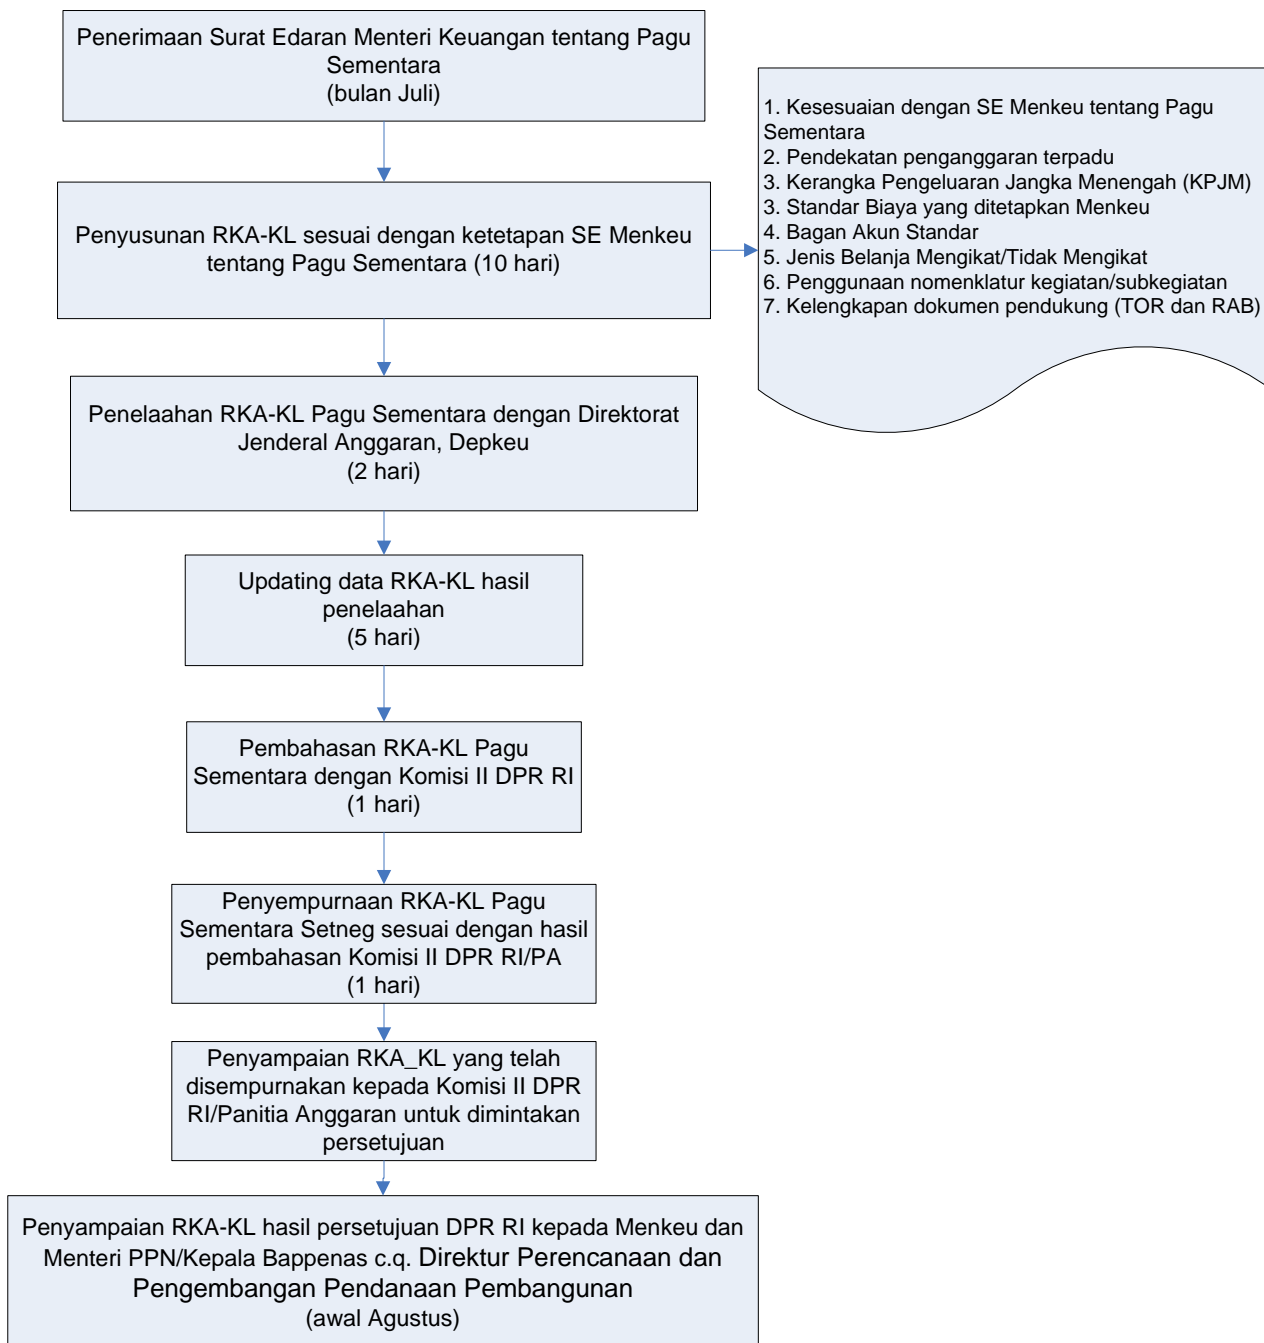 Penerimaan Surat Edaran Menteri Keuangan tentang Pagu
Sementara
(bulan Juli)
Penyusunan RKA-KL sesuai dengan ketetapan SE Menkeu
tentang Pagu Sementara (10 hari)
1. Kesesuaian dengan SE Menkeu tentang Pagu
Sementara
2. Pendekatan penganggaran terpadu
3. Kerangka Pengeluaran Jangka Menengah (KPJM)
3. Standar Biaya yang ditetapkan Menkeu
4. Bagan Akun Standar
5. Jenis Belanja Mengikat/Tidak Mengikat
6. Penggunaan nomenklatur kegiatan/subkegiatan
7. Kelengkapan dokumen pendukung (TOR dan RAB)
Penelaahan RKA-KL Pagu Sementara dengan Direktorat
Jenderal Anggaran, Depkeu
(2 hari)
Updating data RKA-KL hasil
penelaahan
(5 hari)
Pembahasan RKA-KL Pagu
Sementara dengan Komisi II DPR RI
(1 hari)
Penyempurnaan RKA-KL Pagu
Sementara Setneg sesuai dengan hasil
pembahasan Komisi II DPR RI/PA
(1 hari)
Penyampaian RKA_KL yang telah
disempurnakan kepada Komisi II DPR
RI/Panitia Anggaran untuk dimintakan
persetujuan
Penyampaian RKA-KL hasil persetujuan DPR RI kepada Menkeu dan
Menteri PPN/Kepala Bappenas c.q. Direktur Perencanaan dan
Pengembangan Pendanaan Pembangunan
(awal Agustus)